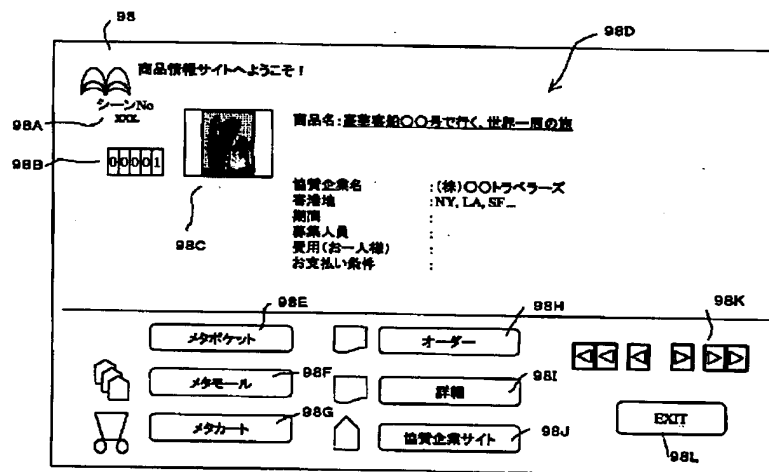 98
98D
商品情報サイトへようこそ!
シーンNo
xxx.
98A
商品名:豪華客船〇〇号で行く、世界一周の旅
98B
00001
98C
協賛企業名 :(株)〇〇トラベラーズ
寄港地 :NY, LA, SF...
期間 :
募集人員 :
費用(お一人様) :
お支払い条件 :
98E
98H
98K
メタポケット
オーダー
98F
メタモール
98I
詳細
98G
メタカート
98J
協賛企業サイト
EXIT
98L